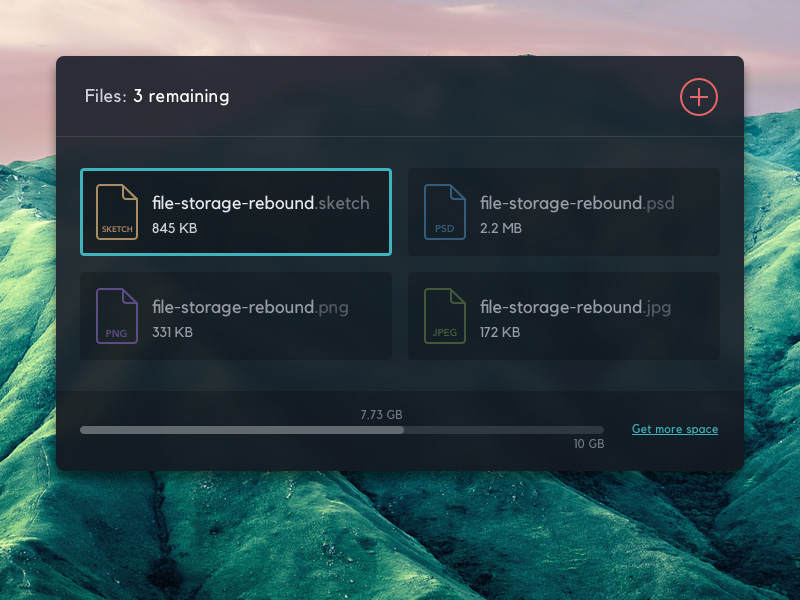 Files: 3 remaining
file-storage-rebound.sketch
SKETCH
845 KB
file-storage-rebound.psd
PSD
2.2 MB
file-storage-rebound.png
PNG
331 KB
file-storage-rebound.jpg
JPEG
172 KB
7.73 GB
Get more space
10 GB